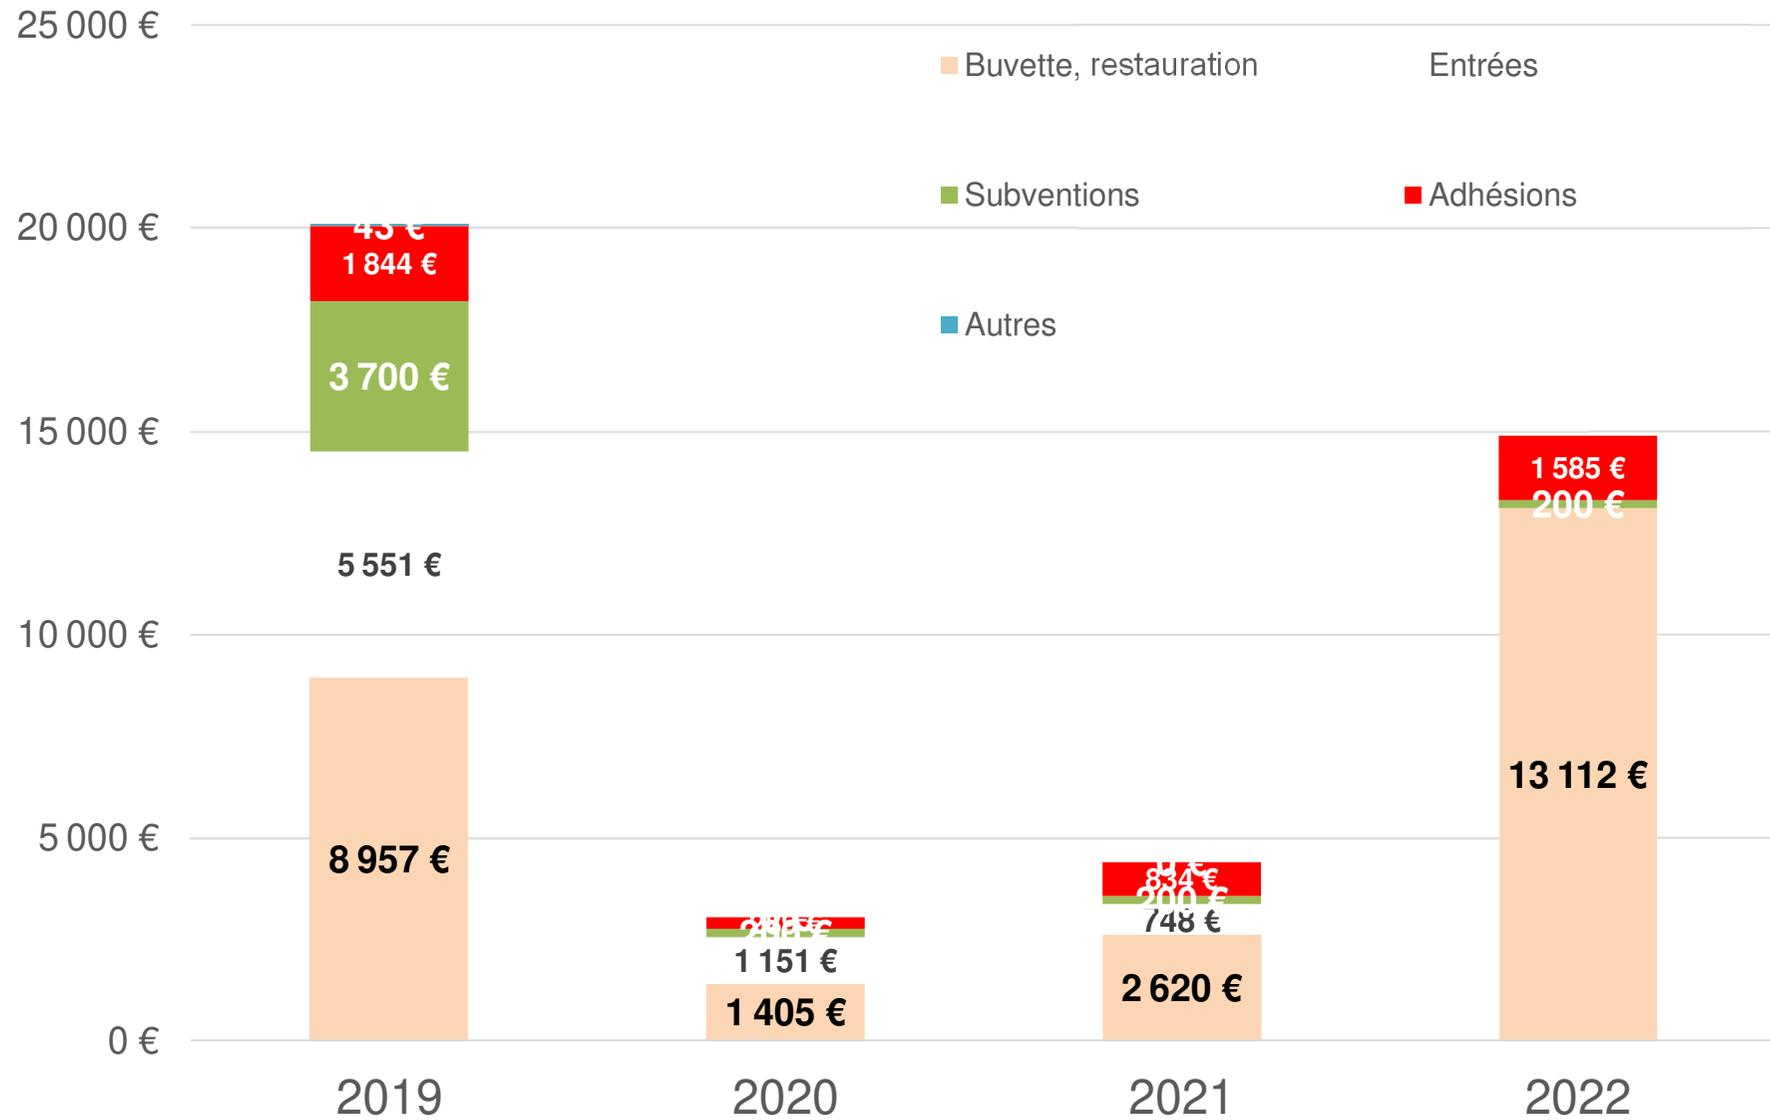 25 000 €
Buvette, restauration
Entrées
20 000 €
Subventions
Adhésions
43 €
1 844 €
Autres
3 700 €
15 000 €
1 585 €
200 €
5 551 €
10 000 €
13 112 €
5 000 €
8 957 €
834 €
200 €
748 €
1 151 €
2 620 €
1 405 €
0 €
2019
2020
2021
2022